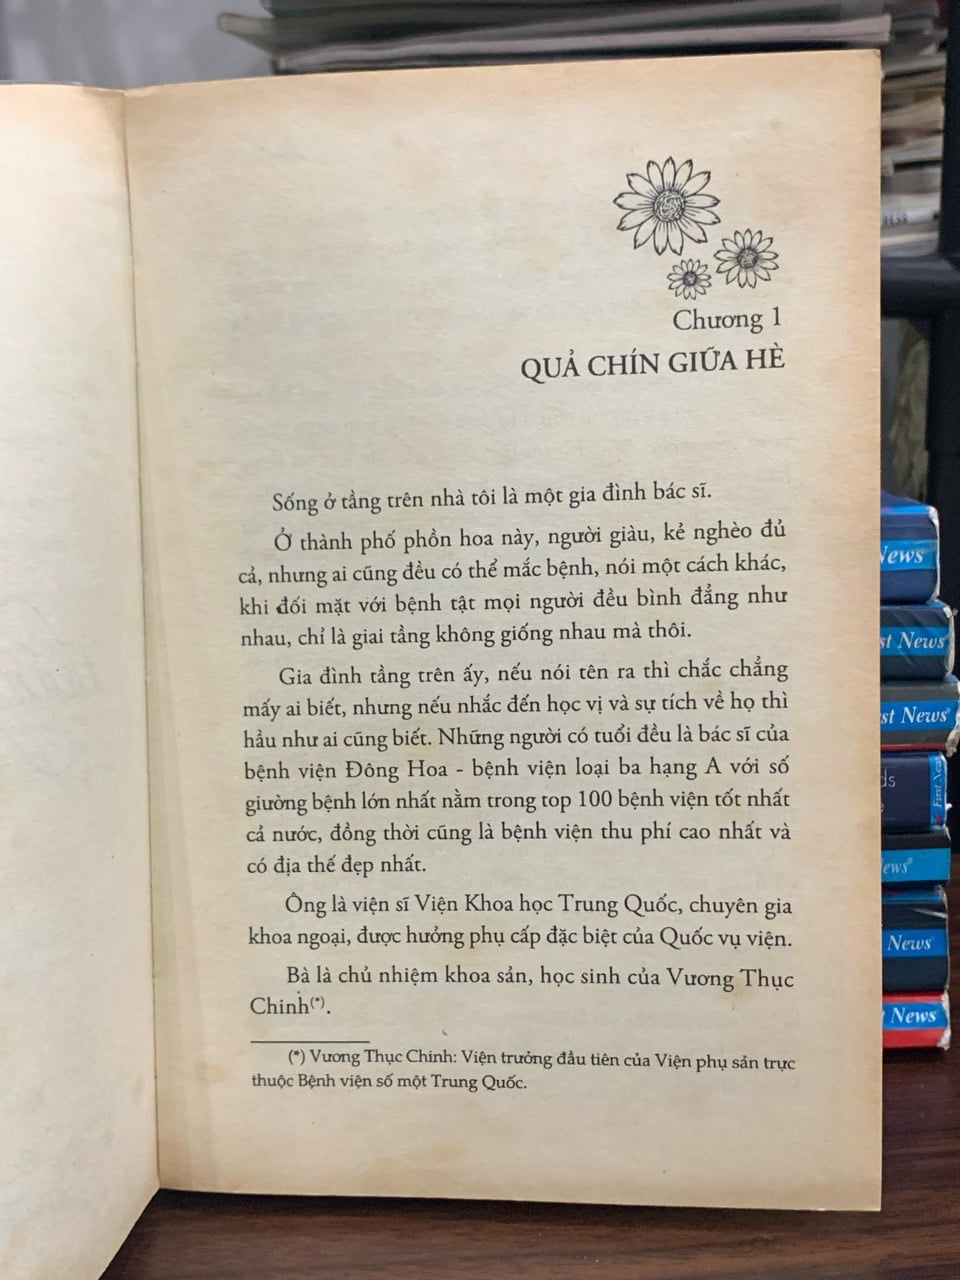 Chương 1
QUẢ CHÍN GIỮA HÈ
Sống ở tầng trên nhà tôi là một gia đình bác sĩ.
Ở thành phố phồn hoa này, người giàu, kẻ nghèo đủ
cả, nhưng ai cũng đều có thể mắc bệnh, nói một cách khác,
khi đối mặt với bệnh tật mọi người đều bình đẳng như
nhau, chỉ là giai tầng không giống nhau mà thôi.
Gia đình tầng trên ấy, nếu nói tên ra thì chắc chẳng
mấy ai biết, nhưng nếu nhắc đến học vị và sự tích về họ thì
hầu như ai cũng biết. Những người có tuổi đều là bác sĩ của
bệnh viện Đông Hoa - bệnh viện loại ba hạng A với số
giường bệnh lớn nhất nằm trong top 100 bệnh viện tốt nhất
cả nước, đồng thời cũng là bệnh viện thu phí cao nhất và
có địa thế đẹp nhất.
Ông là viện sĩ Viện Khoa học Trung Quốc, chuyên gia
khoa ngoại, được hưởng phụ cấp đặc biệt của Quốc vụ viện.
Bà là chủ nhiệm khoa sản, học sinh của Vương Thục
Chinh(*).
(*) Vương Thục Chinh: Viện trưởng đầu tiên của Viện phụ sản trực
thuộc Bệnh viện số một Trung Quốc.
News
st News
st News
First News
ews
News
News